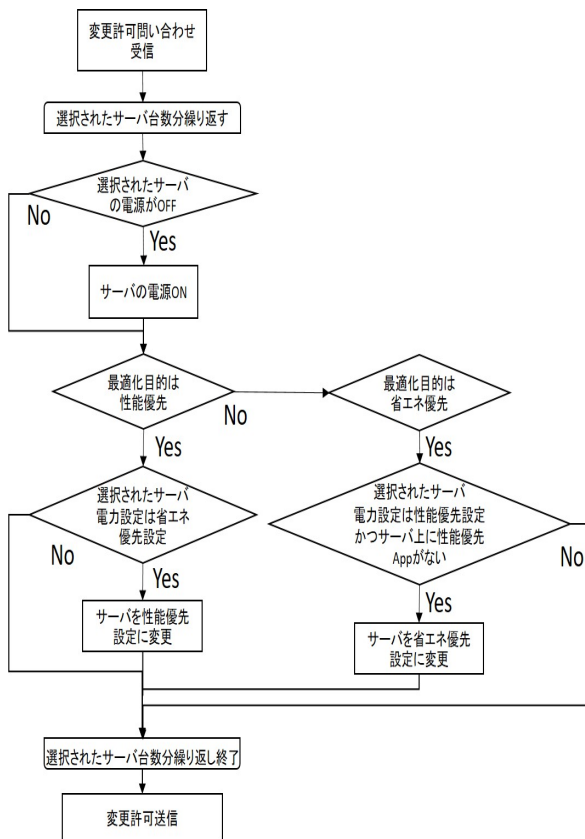 変更許可問い合わせ
受信
選択されたサーバ台数分繰り返す
選択されたサーバ
の電源がOFF
No
Yes
サーバの電源ON
最適化目的は
性能優先
No
Yes
最適化目的は
省エネ優先
Yes
選択されたサーバ
電力設定は省エネ
優先設定
No
Yes
選択されたサーバ
電力設定は性能優先設定
かつサーバ上に性能優先
Appがない
No
Yes
サーバを性能優先
設定に変更
サーバを省エネ優先
設定に変更
選択されたサーバ台数分繰り返し終了
変更許可送信